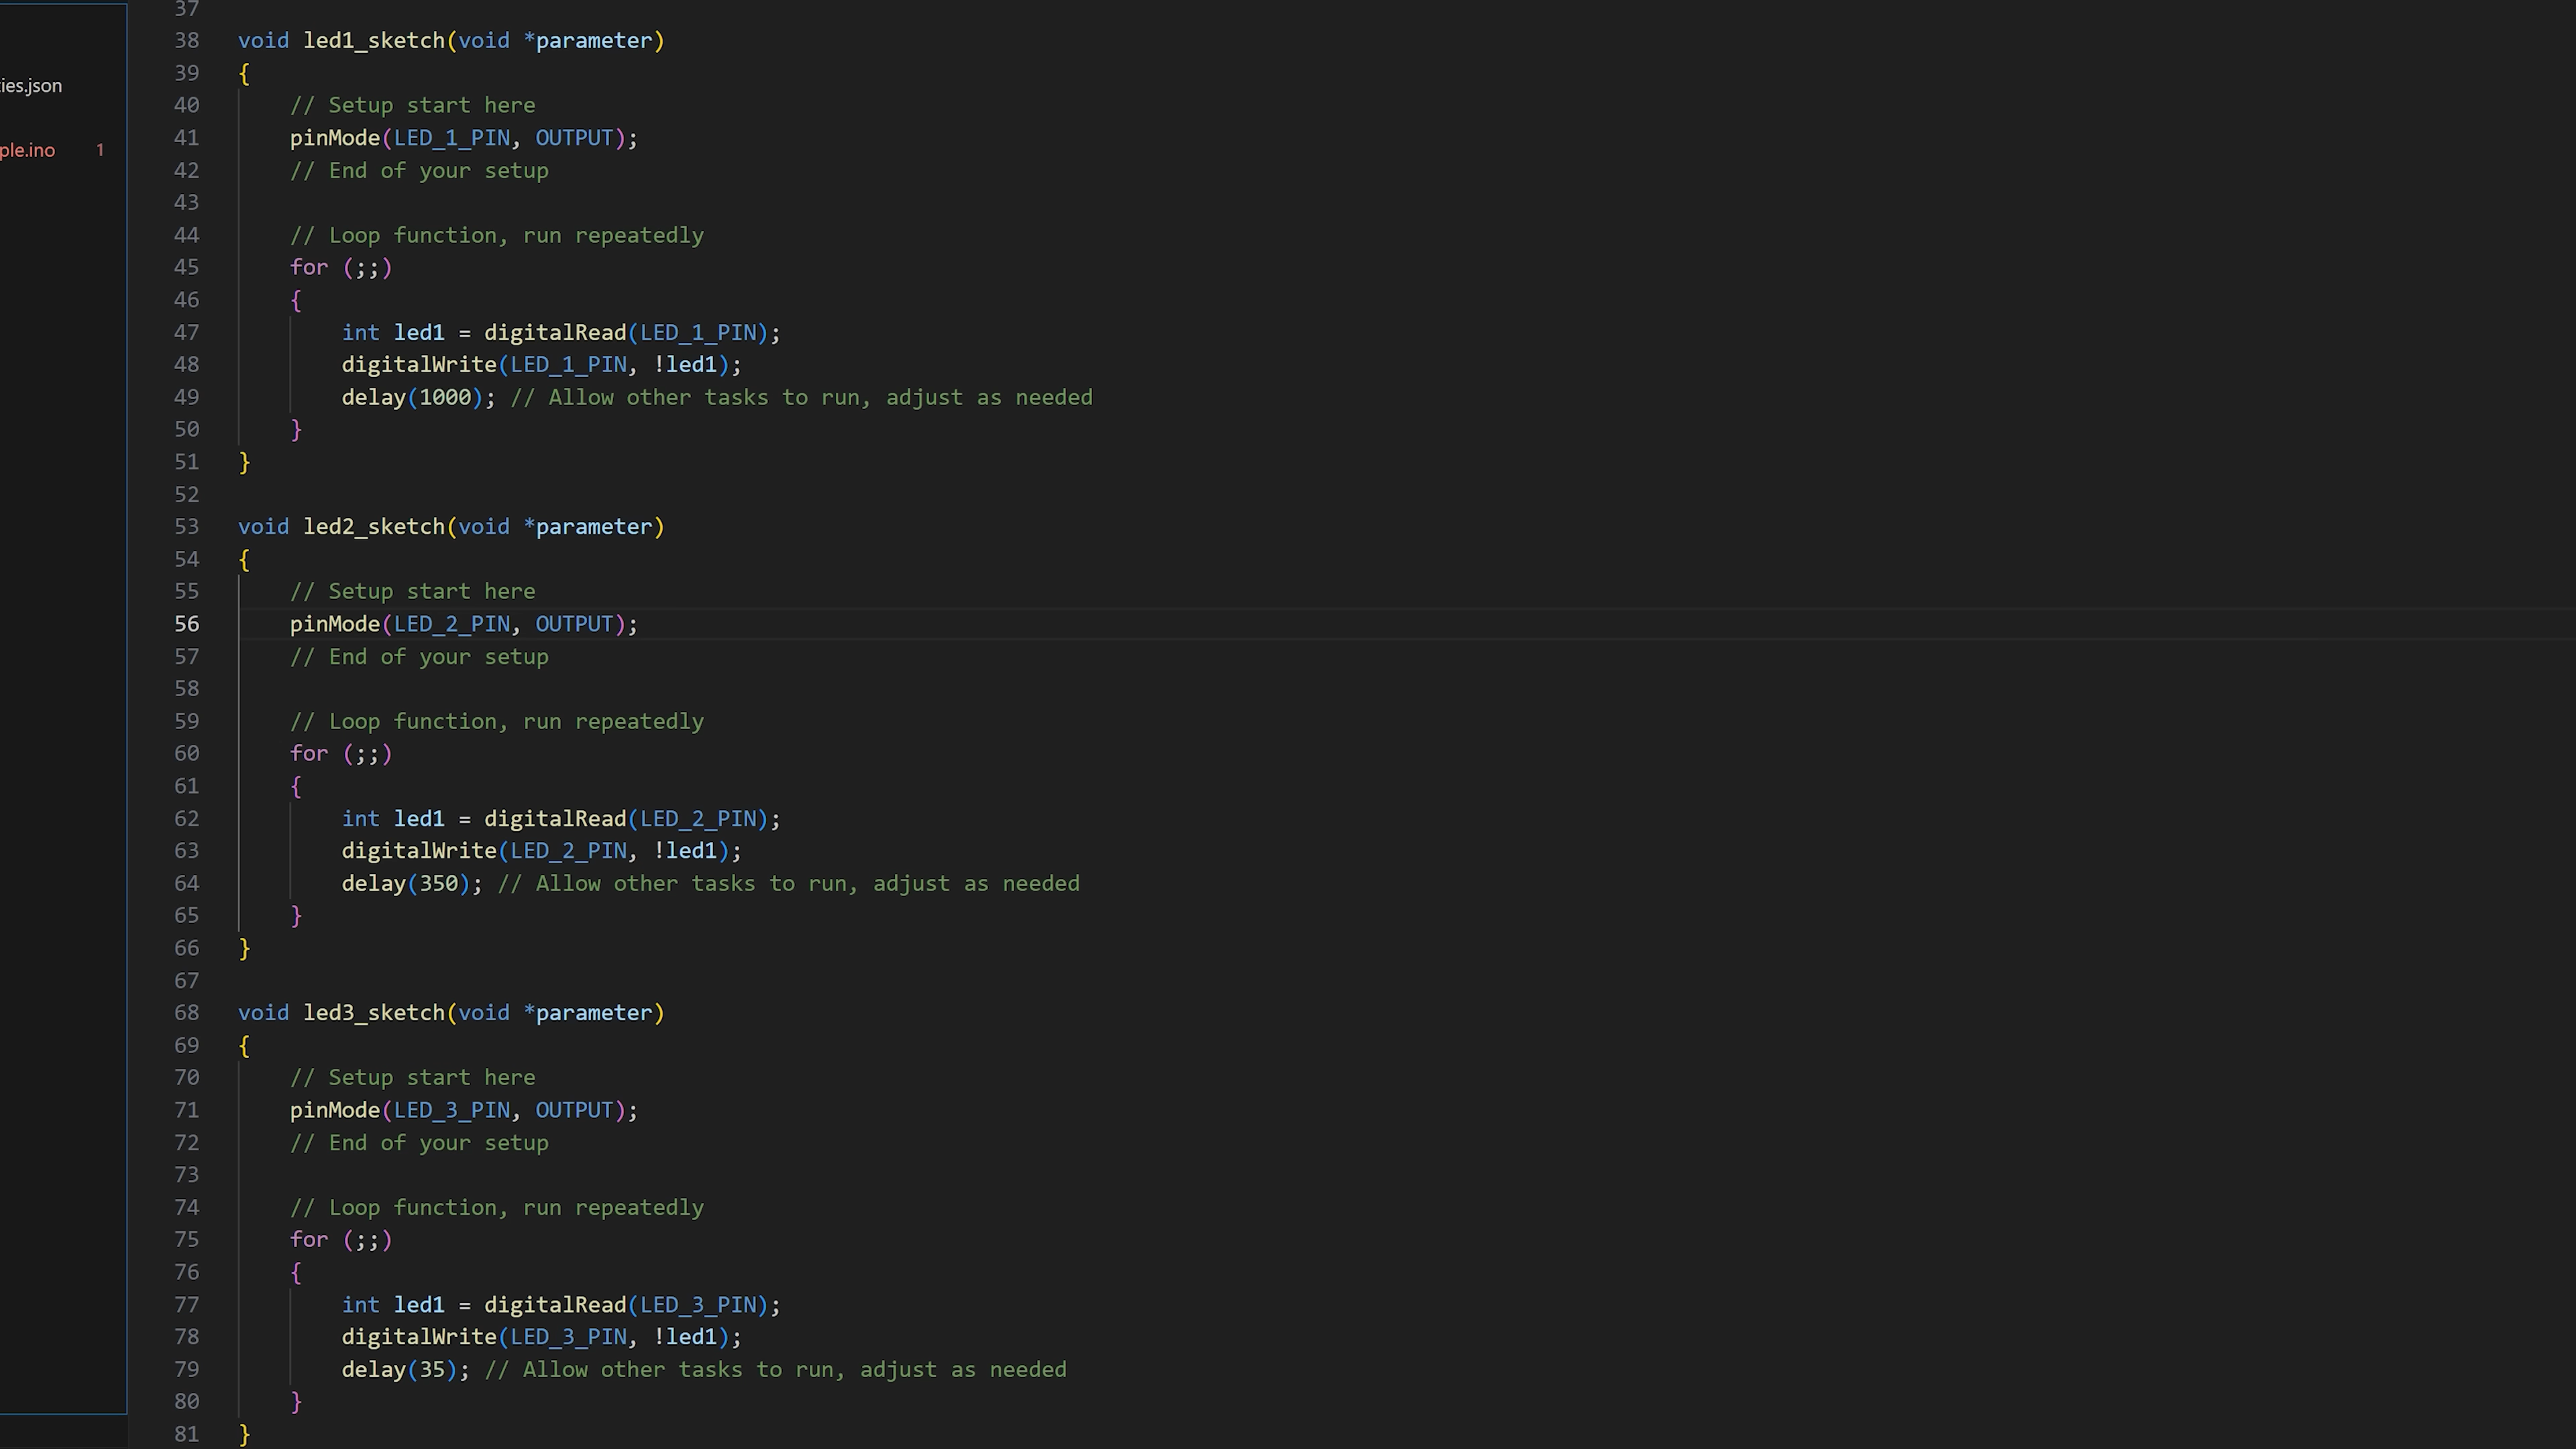 ies.json
ple.ino 1
37
38 void led1_sketch(void *parameter)
39 {
40 // Setup start here
41 pinMode(LED_1_PIN, OUTPUT);
42 // End of your setup
43
44 // Loop function, run repeatedly
45 for (;;)
46 {
47 int led1 = digitalRead(LED_1_PIN);
48 digitalWrite(LED_1_PIN, !led1);
49 delay(1000); // Allow other tasks to run, adjust as needed
50 }
51 }
52
53 void led2_sketch(void *parameter)
54 {
55 // Setup start here
56 pinMode(LED_2_PIN, OUTPUT);
57 // End of your setup
58
59 // Loop function, run repeatedly
60 for (;;)
61 {
62 int led1 = digitalRead(LED_2_PIN);
63 digitalWrite(LED_2_PIN, !led1);
64 delay(350); // Allow other tasks to run, adjust as needed
65 }
66 }
67
68 void led3_sketch(void *parameter)
69 {
70 // Setup start here
71 pinMode(LED_3_PIN, OUTPUT);
72 // End of your setup
73
74 // Loop function, run repeatedly
75 for (;;)
76 {
77 int led1 = digitalRead(LED_3_PIN);
78 digitalWrite(LED_3_PIN, !led1);
79 delay(35); // Allow other tasks to run, adjust as needed
80 }
81 }